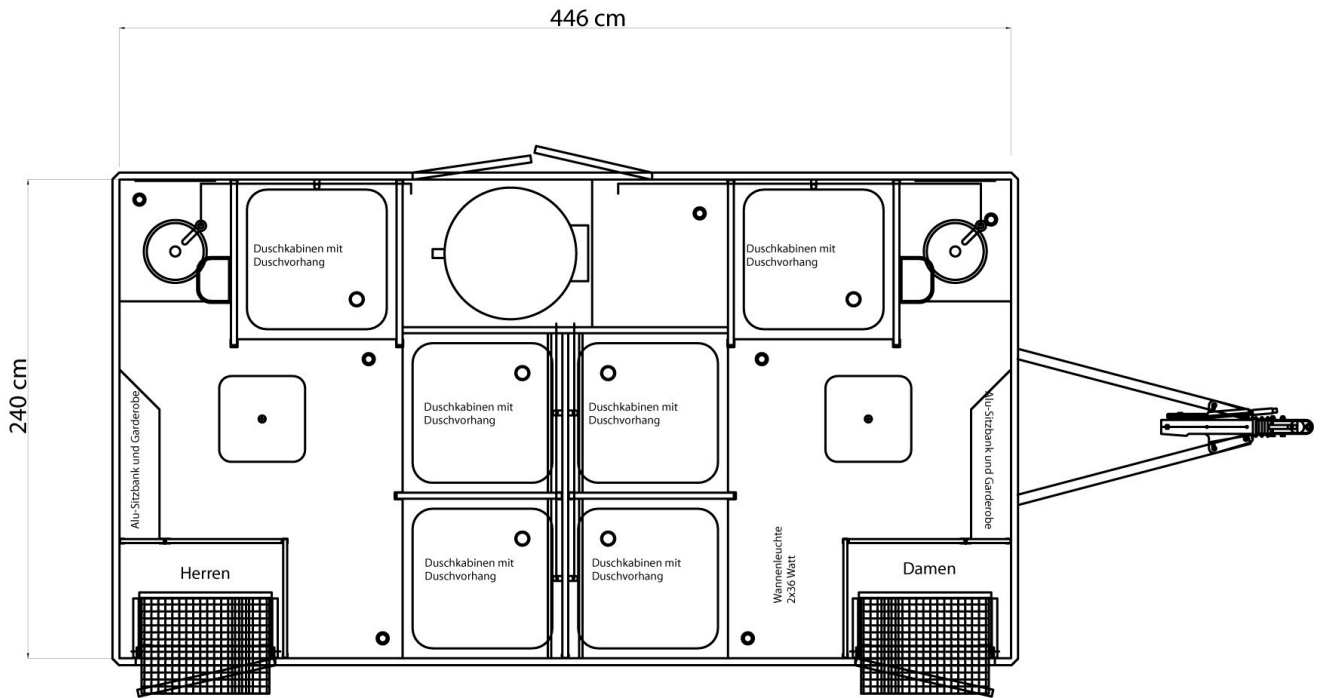 446 cm
240 cm
Duschkabinen mit
Duschvorhang
Duschkabinen mit
Duschvorhang
Alu-Sitzbank und Garderobe
Duschkabinen mit
Duschvorhang
Duschkabinen mit
Duschvorhang
Alu-Sitzbank und Garderobe
Herren
Duschkabinen mit
Duschvorhang
Duschkabinen mit
Duschvorhang
Wannenleuchte
2x36 Watt
Damen